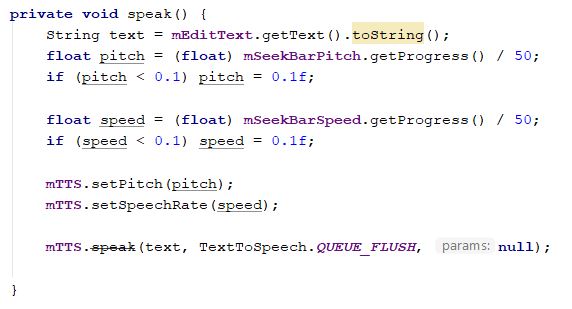 private void speak() {
String text = mEditText.getText().toString();
float pitch = (float) mSeekBarPitch.getProgress() / 50;
if (pitch < 0.1) pitch = 0.1f;
float speed = (float) mSeekBarSpeed.getProgress() / 50;
if (speed < 0.1) speed = 0.1f;
mTTS.setPitch(pitch);
mTTS.setSpeechRate(speed);
mTTS.speak(text, TextToSpeech.QUEUE_FLUSH, params: null);
}